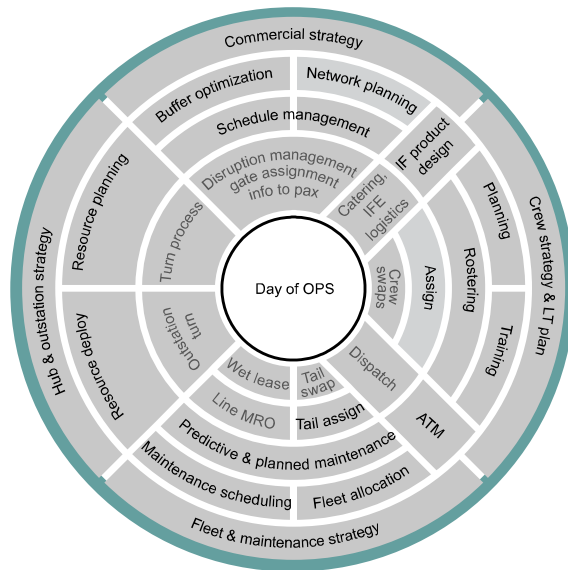 Commercial strategy
Buffer optimization
Network planning
Schedule management
Disruption management
gate assignment
info to pax
IF product
design
Catering,
IFE
logistics
Crew strategy & LT plan
Planning
Rostering
Assign
Crew
swaps
Training
Day of OPS
Hub & outstation strategy
Resource planning
Turn process
Resource deploy
Outstation
turn
Wet lease
Tail
swap
Dispatch
ATM
Line MRO
Tail assign
Predictive & planned maintenance
Maintenance scheduling
Fleet allocation
Fleet & maintenance strategy